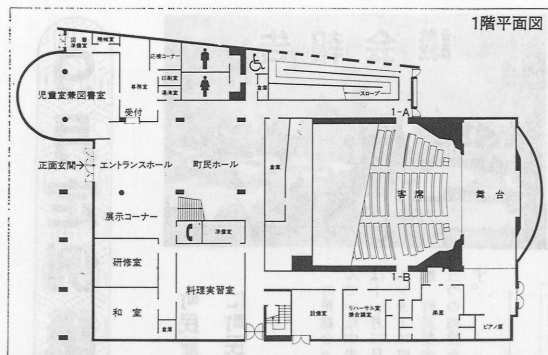 1階平面図
図書
準備室
機械室
応接コーナー
事務室
印刷室
湯沸室
倉庫
スロープ
児童室兼図書室
受付
1-A
正面玄関→
エントランスホール
町民ホール
倉庫
客席
舞台
展示コーナー
準備室
研修室
料理実習室
1-B
和室
倉庫
設備室
リハーサル室
兼会議室
楽屋
ピアノ庫